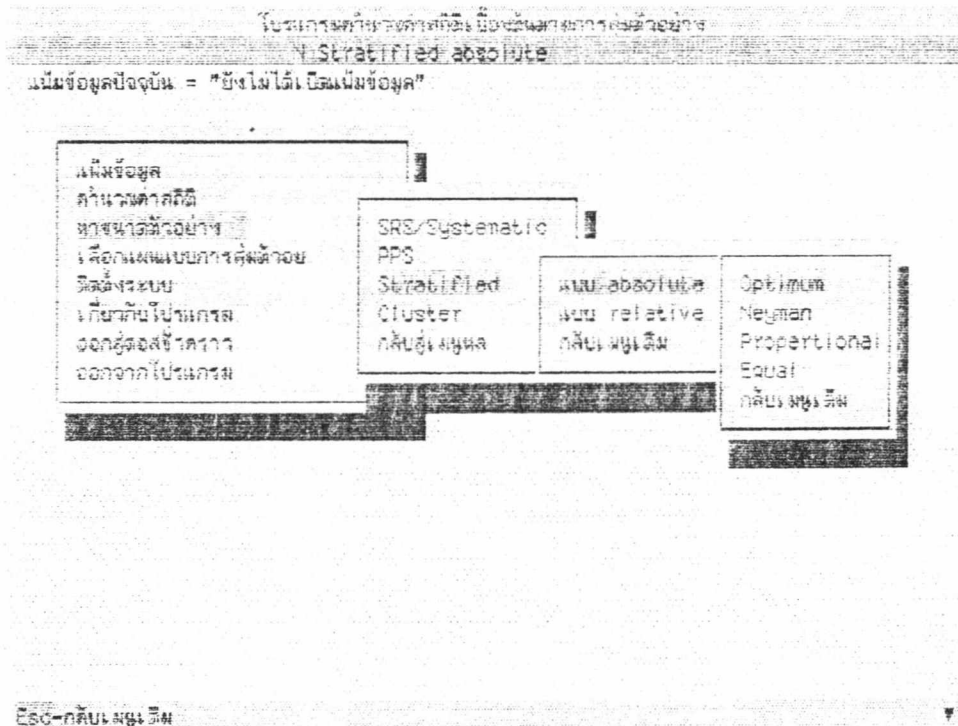 โปรแกรมคำนวณค่าสถิติเบื้องต้นตามการสุ่มตัวอย่าง
N Stratified absolute
แฟ้มข้อมูลปัจจุบัน = "ยังไม่ได้เปิดแฟ้มข้อมูล"
แฟ้มข้อมูล
คำนวณค่าสถิติ
หาขนาดตัวอย่าง
เลือกแผนแบบการสุ่มตัวอย
ติดตั้งระบบ
เกี่ยวกับโปรแกรม
ออกสู่ดอสชั่วคราว
ออกจากโปรแกรม
SRS/Systematic
PPS
Stratified
Cluster
กลับสู่เมนูหล
แบบ absolute
แบบ relative
กลับเมนูเดิม
Optimum
Neyman
Propertional
Equal
กลับเมนูเดิม
Esc-กลับเมนูเดิม